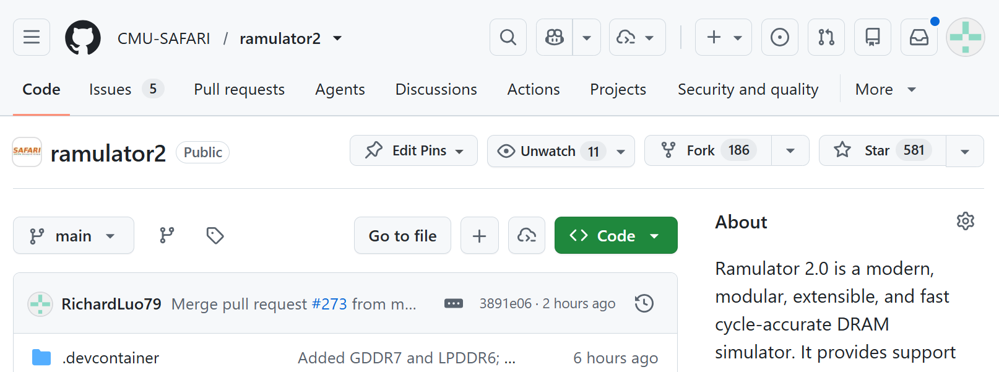 CMU-SAFARI / ramulator2
Code Issues 5 Pull requests Agents Discussions Actions Projects Security and quality More
SAFARI
ramulator2 Public Edit Pins Unwatch 11 Fork 186 Star 581
main Go to file + <> Code
About
Ramulator 2.0 is a modern,
modular, extensible, and fast
cycle-accurate DRAM
simulator. It provides support
RichardLuo79 Merge pull request #273 from m... 3891e06 · 2 hours ago
.devcontainer Added GDDR7 and LPDDR6; ... 6 hours ago